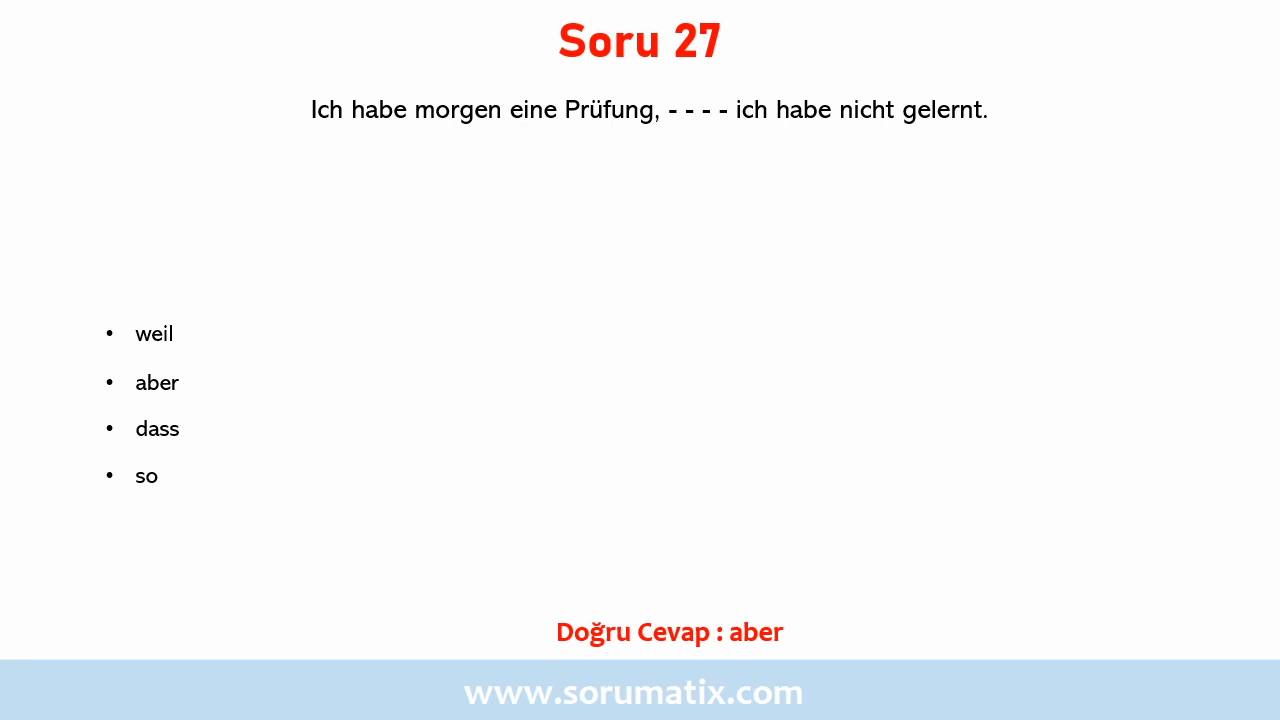 Soru 27
Ich habe morgen eine Prüfung, - - - - ich habe nicht gelernt.
• weil
• aber
• dass
• so
Doğru Cevap : aber
www.sorumatix.com